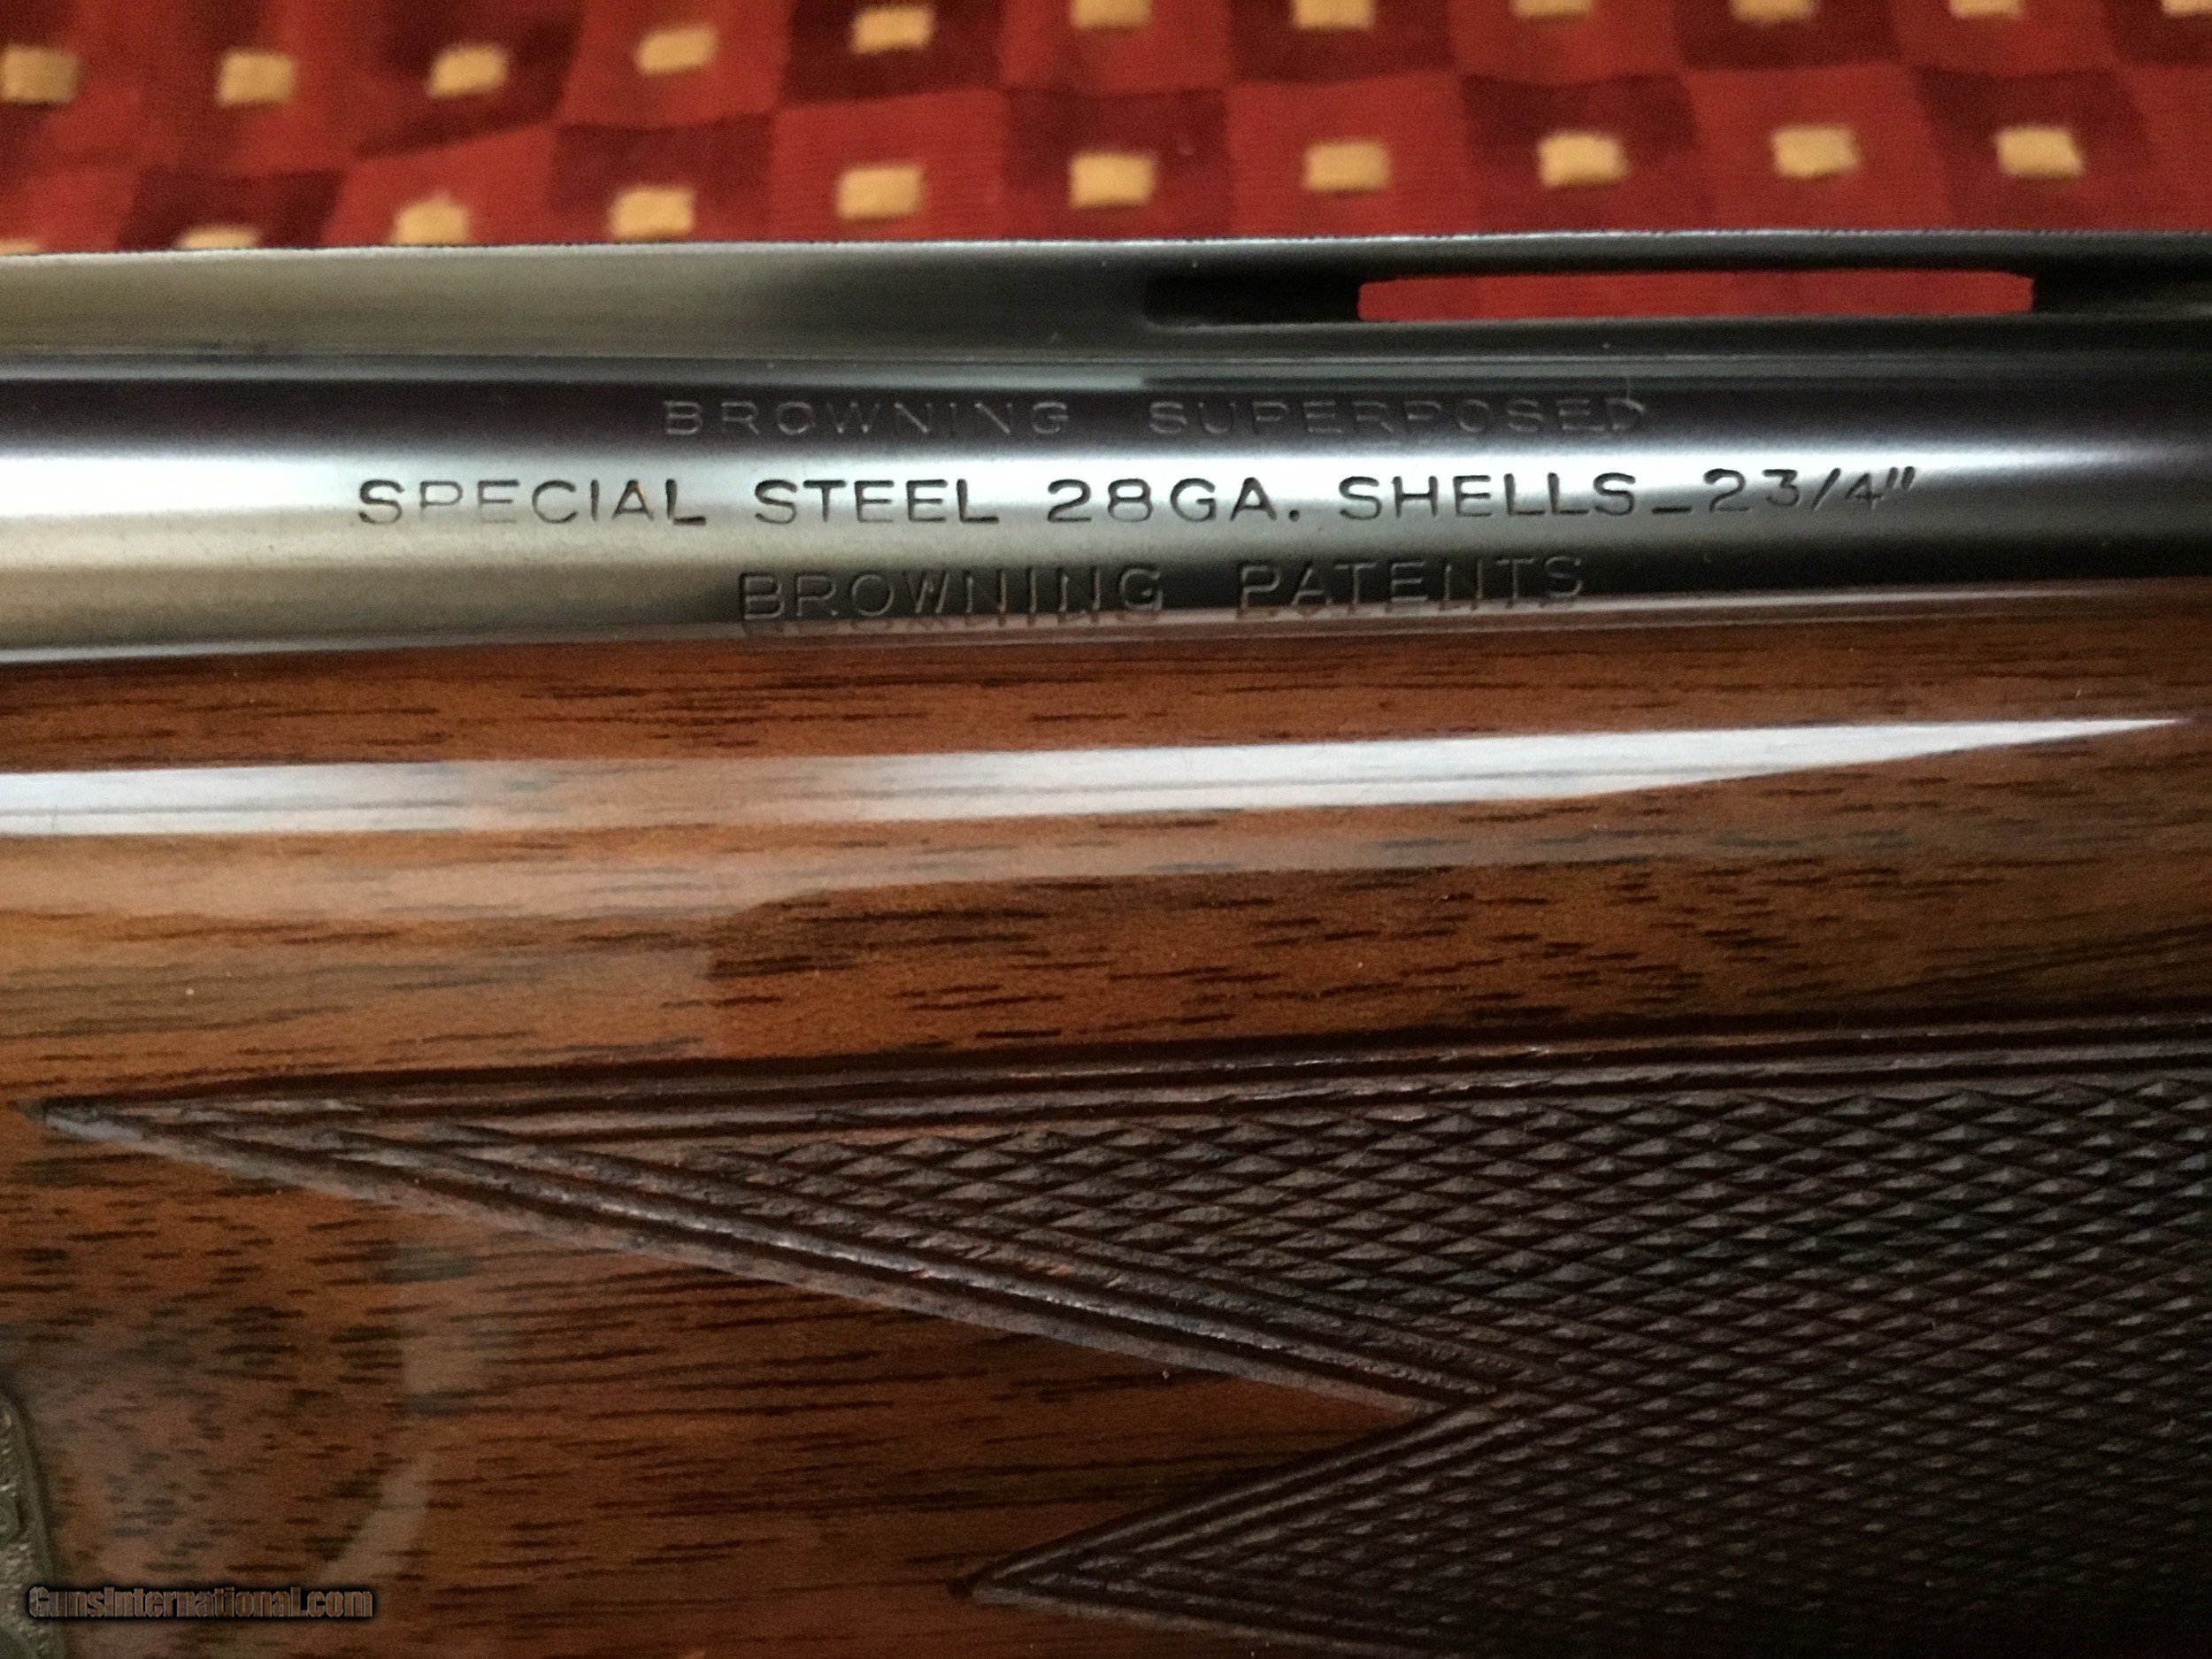 BROWNING SUPERPOSED
SPECIAL STEEL 28GA. SHELLS_23/4"
BROWNING PATENTS
GunsInternational.com